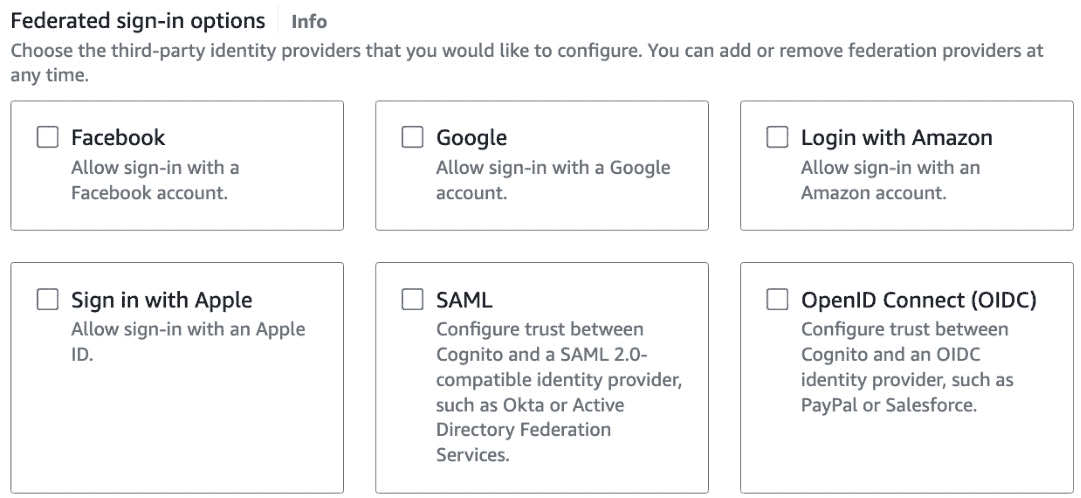 Federated sign-in options Info
Choose the third-party identity providers that you would like to configure. You can add or remove federation providers at
any time.
Facebook
Allow sign-in with a
Facebook account.
Google
Allow sign-in with a Google
account.
Login with Amazon
Allow sign-in with an
Amazon account.
Sign in with Apple
Allow sign-in with an Apple
ID.
SAML
Configure trust between
Cognito and a SAML 2.0-
compatible identity provider,
such as Okta or Active
Directory Federation
Services.
OpenID Connect (OIDC)
Configure trust between
Cognito and an OIDC
identity provider, such as
PayPal or Salesforce.